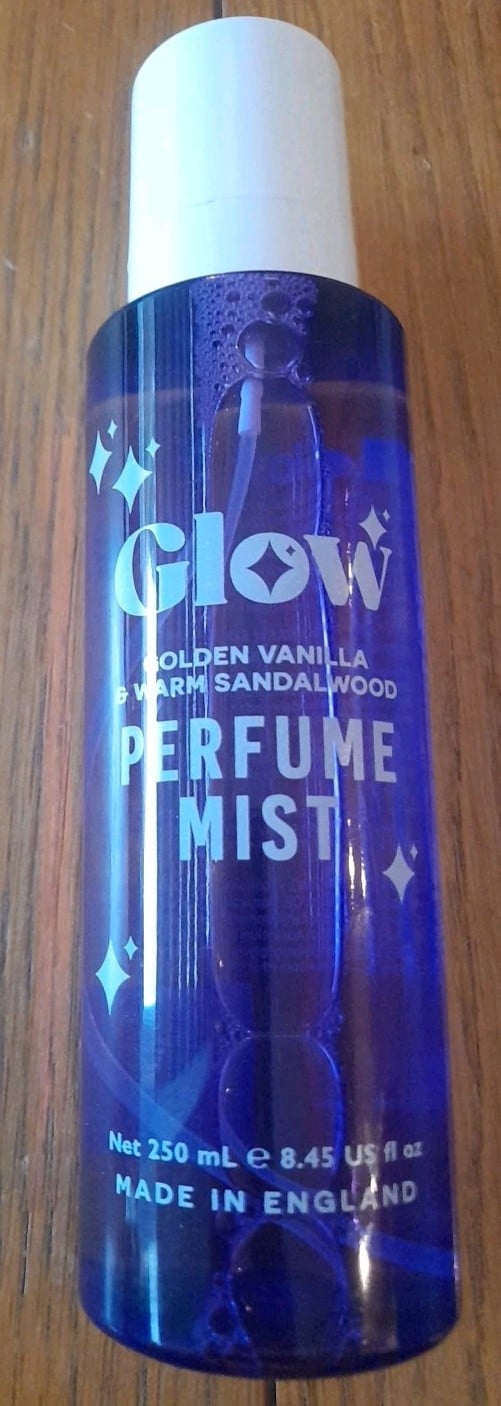 Glow
GOLDEN VANILLA
& WARM SANDALWOOD
PERFUME
MIST
Net 250 mL ℮ 8.45 US fl oz
MADE IN ENGLAND